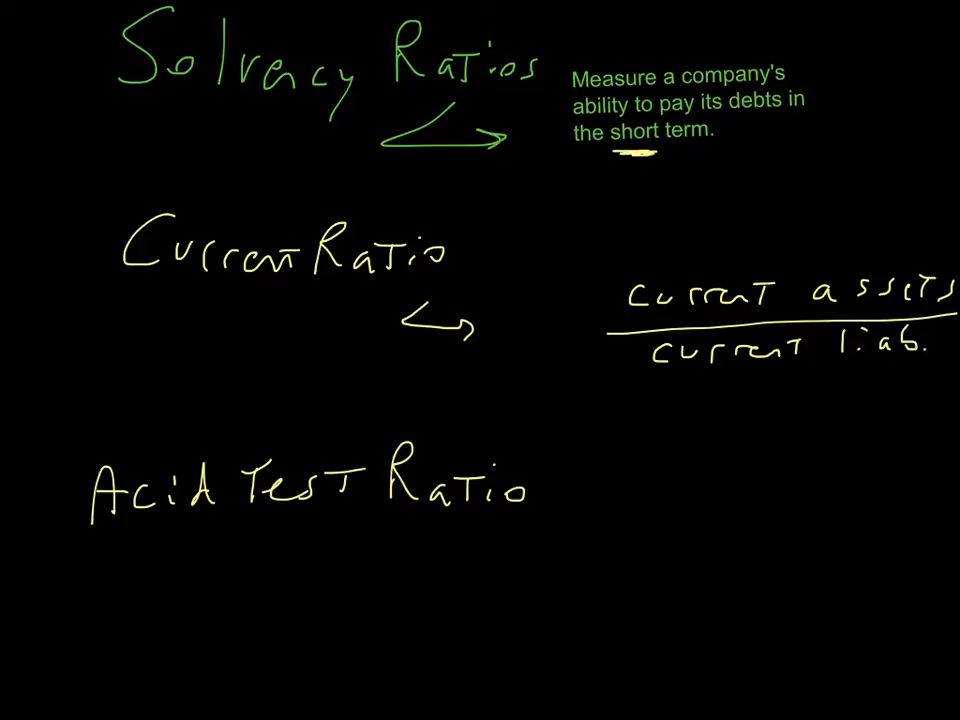 Solvency Ratios
Measure a company's
ability to pay its debts in
the short term.
Current Ratio
current assets
current liab.
Acid Test Ratio